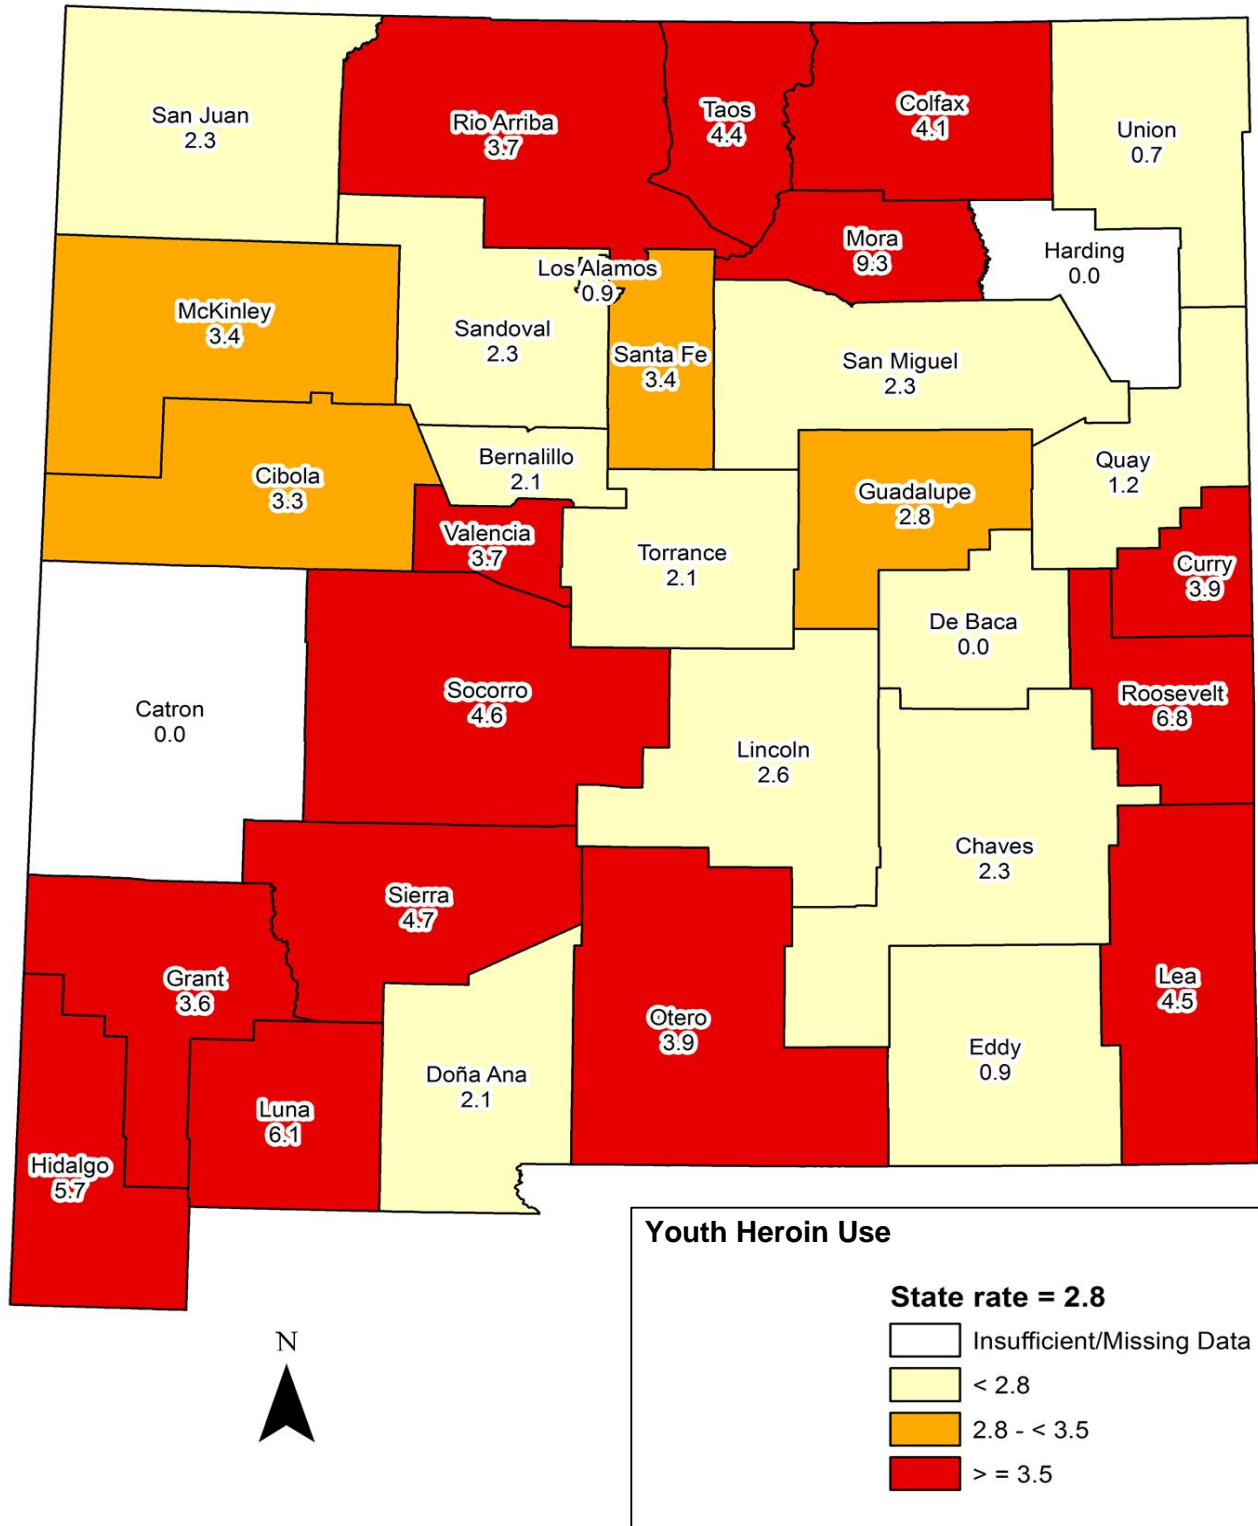 San Juan
2.3
Rio Arriba
3.7
Taos
4.4
Colfax
4.1
Union
0.7
Mora
9.3
Harding
0.0
Los Alamos
0.9
McKinley
3.4
Sandoval
2.3
Santa Fe
3.4
San Miguel
2.3
Bernalillo
2.1
Cibola
3.3
Guadalupe
2.8
Quay
1.2
Valencia
3.7
Torrance
2.1
Curry
3.9
De Baca
0.0
Catron
0.0
Socorro
4.6
Roosevelt
6.8
Lincoln
2.6
Chaves
2.3
Sierra
4.7
Grant
3.6
Otero
3.9
Lea
4.5
Eddy
0.9
Doña Ana
2.1
Luna
6.1
Hidalgo
5.7
N
Youth Heroin Use
State rate = 2.8
Insufficient/Missing Data
< 2.8
2.8 - < 3.5
> = 3.5